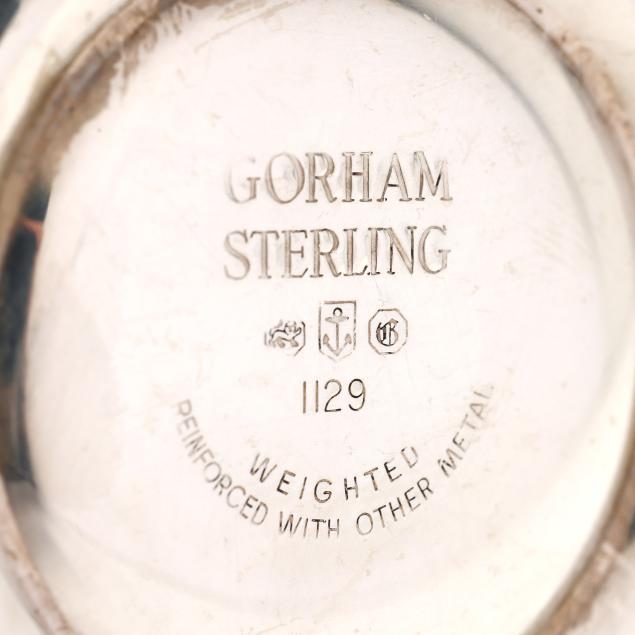 GORHAM
STERLING
G
1129
WEIGHTED
REINFORCED WITH OTHER METAL